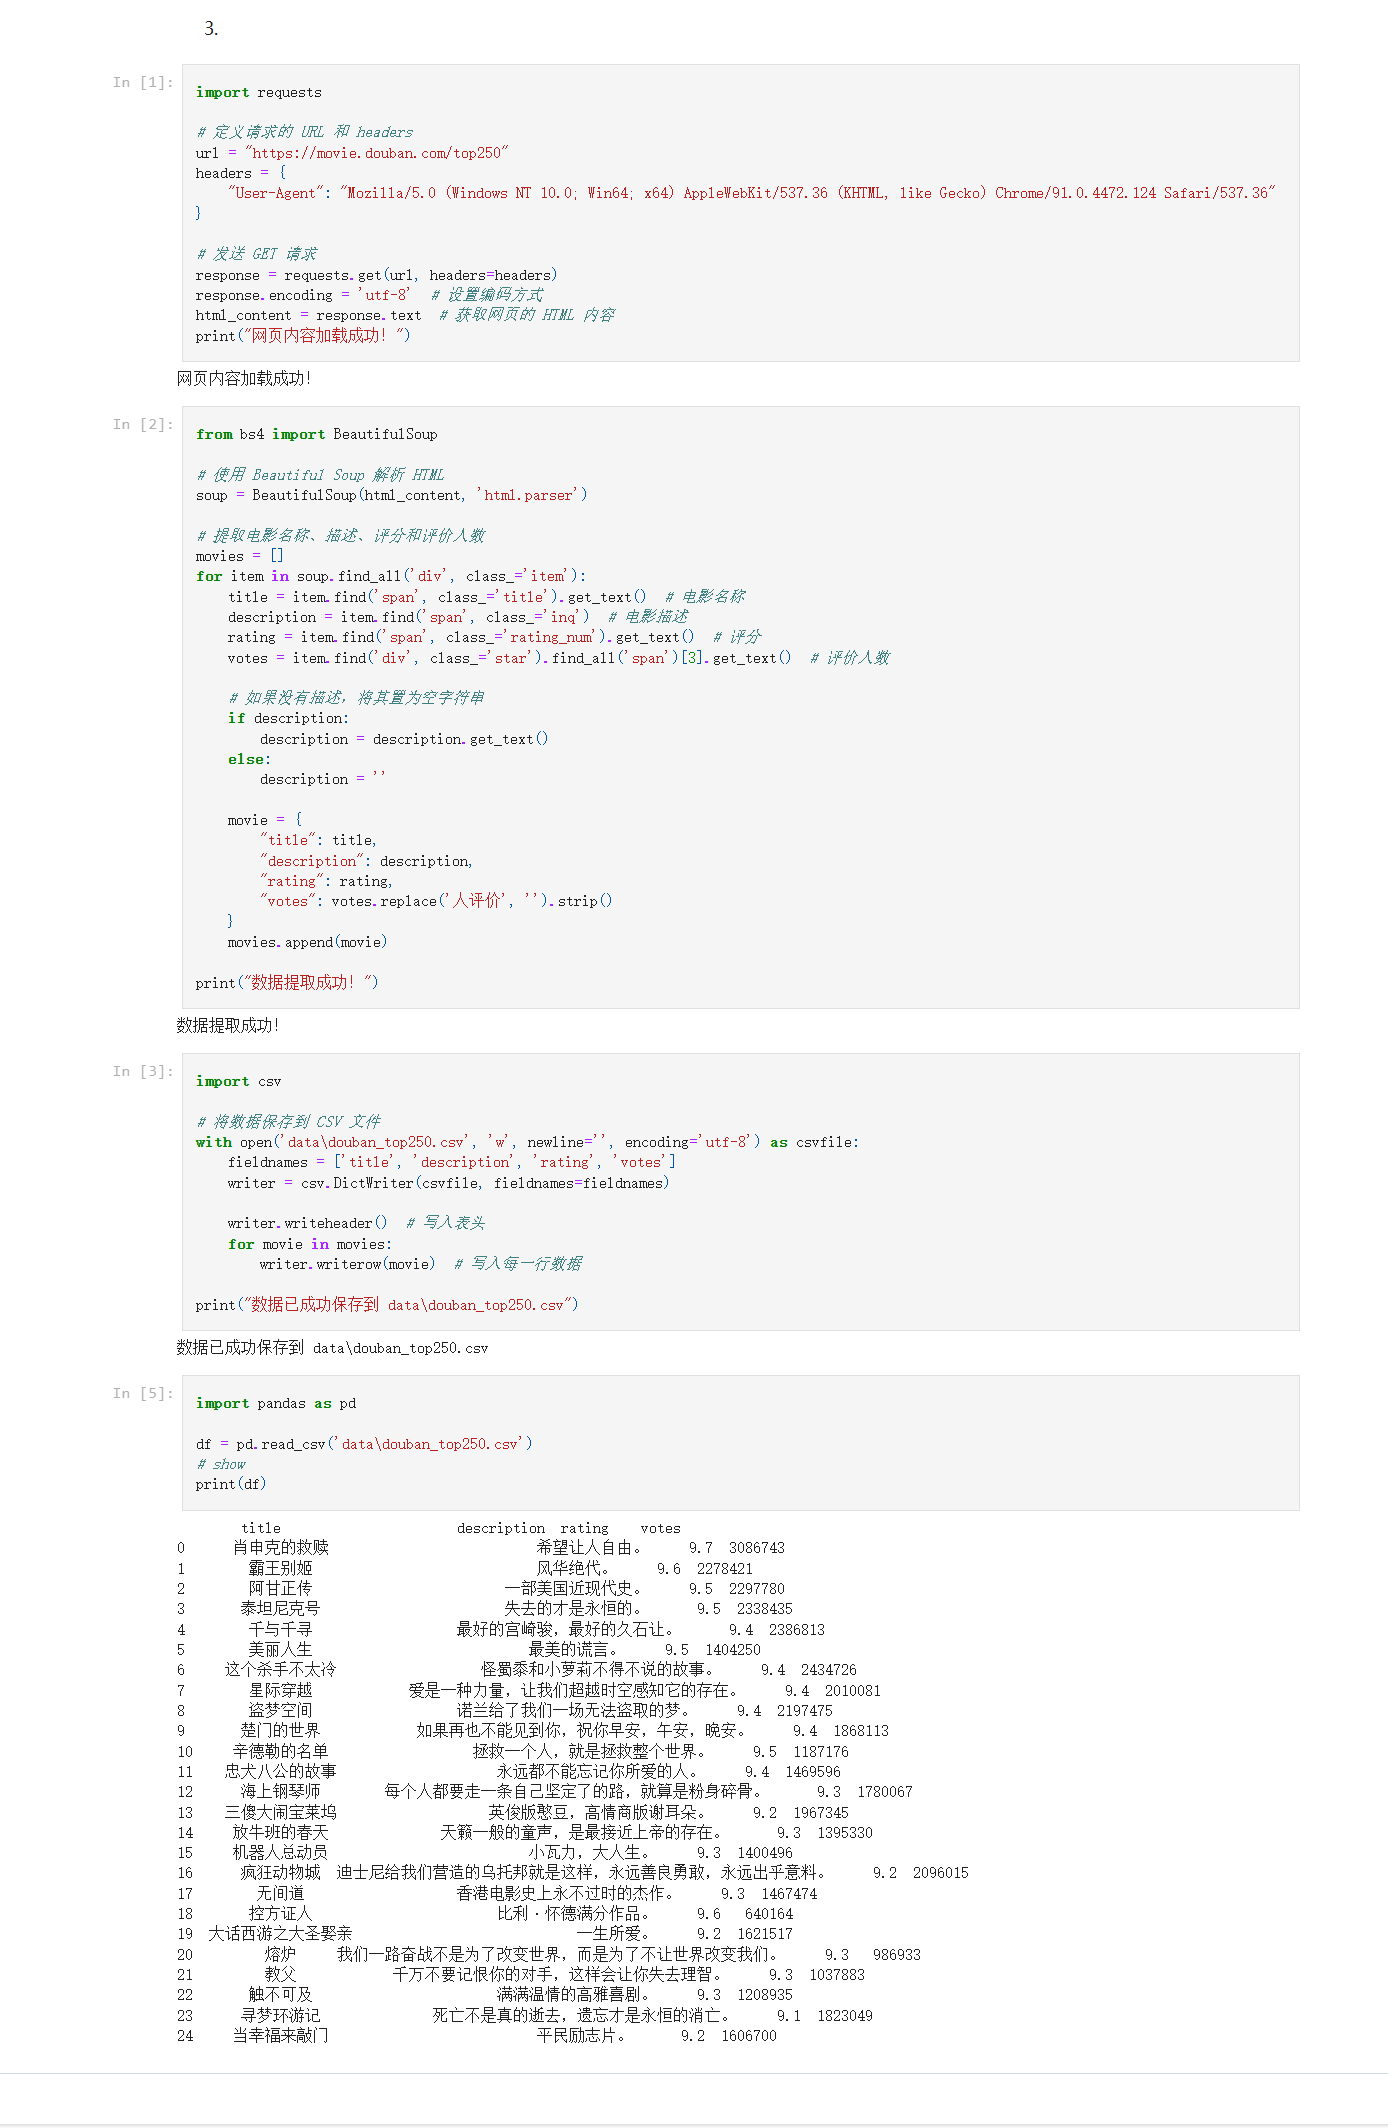 3.
In [1]:
import requests
# 定义请求的 URL 和 headers
url = "https://movie.douban.com/top250"
headers = {
"User-Agent": "Mozilla/5.0 (Windows NT 10.0; Win64; x64) AppleWebKit/537.36 (KHTML, like Gecko) Chrome/91.0.4472.124 Safari/537.36"
}
# 发送 GET 请求
response = requests.get(url, headers=headers)
response.encoding = 'utf-8'  # 设置编码方式
html_content = response.text  # 获取网页的 HTML 内容
print("网页内容加载成功！")
网页内容加载成功！
In [2]:
from bs4 import BeautifulSoup
# 使用 Beautiful Soup 解析 HTML
soup = BeautifulSoup(html_content, 'html.parser')
# 提取电影名称、描述、评分和评价人数
movies = []
for item in soup.find_all('div', class_='item'):
title = item.find('span', class_='title').get_text()  # 电影名称
description = item.find('span', class_='inq')  # 电影描述
rating = item.find('span', class_='rating_num').get_text()  # 评分
votes = item.find('div', class_='star').find_all('span')[3].get_text()  # 评价人数
# 如果没有描述，将其置为空字符串
if description:
description = description.get_text()
else:
description = ''
movie = {
"title": title,
"description": description,
"rating": rating,
"votes": votes.replace('人评价', '').strip()
}
movies.append(movie)
print("数据提取成功！")
数据提取成功！
In [3]:
import csv
# 将数据保存到 CSV 文件
with open('data\douban_top250.csv', 'w', newline='', encoding='utf-8') as csvfile:
fieldnames = ['title', 'description', 'rating', 'votes']
writer = csv.DictWriter(csvfile, fieldnames=fieldnames)
writer.writeheader()  # 写入表头
for movie in movies:
writer.writerow(movie)  # 写入每一行数据
print("数据已成功保存到 data\douban_top250.csv")
数据已成功保存到 data\douban_top250.csv
In [5]:
import pandas as pd
df = pd.read_csv('data\douban_top250.csv')
# show
print(df)
title description rating votes
0 肖申克的救赎 希望让人自由。 9.7 3086743
1 霸王别姬 风华绝代。 9.6 2278421
2 阿甘正传 一部美国近现代史。 9.5 2297780
3 泰坦尼克号 失去的才是永恒的。 9.5 2338435
4 千与千寻 最好的宫崎骏，最好的久石让。 9.4 2386813
5 美丽人生 最美的谎言。 9.5 1404250
6 这个杀手不太冷 怪蜀黍和小萝莉不得不说的故事。 9.4 2434726
7 星际穿越 爱是一种力量，让我们超越时空感知它的存在。 9.4 2010081
8 盗梦空间 诺兰给了我们一场无法盗取的梦。 9.4 2197475
9 楚门的世界 如果再也不能见到你，祝你早安，午安，晚安。 9.4 1868113
10 辛德勒的名单 拯救一个人，就是拯救整个世界。 9.5 1187176
11 忠犬八公的故事 永远都不能忘记你所爱的人。 9.4 1469596
12 海上钢琴师 每个人都要走一条自己坚定了的路，就算是粉身碎骨。 9.3 1780067
13 三傻大闹宝莱坞 英俊版憨豆，高情商版谢耳朵。 9.2 1967345
14 放牛班的春天 天籁一般的童声，是最接近上帝的存在。 9.3 1395330
15 机器人总动员 小瓦力，大人生。 9.3 1400496
16 疯狂动物城 迪士尼给我们营造的乌托邦就是这样，永远善良勇敢，永远出乎意料。 9.2 2096015
17 无间道 香港电影史上永不过时的杰作。 9.3 1467474
18 控方证人 比利·怀德满分作品。 9.6 640164
19 大话西游之大圣娶亲 一生所爱。 9.2 1621517
20 熔炉 我们一路奋战不是为了改变世界，而是为了不让世界改变我们。 9.3 986933
21 教父 千万不要记恨你的对手，这样会让你失去理智。 9.3 1037883
22 触不可及 满满温情的高雅喜剧。 9.3 1208935
23 寻梦环游记 死亡不是真的逝去，遗忘才是永恒的消亡。 9.1 1823049
24 当幸福来敲门 平民励志片。 9.2 1606700